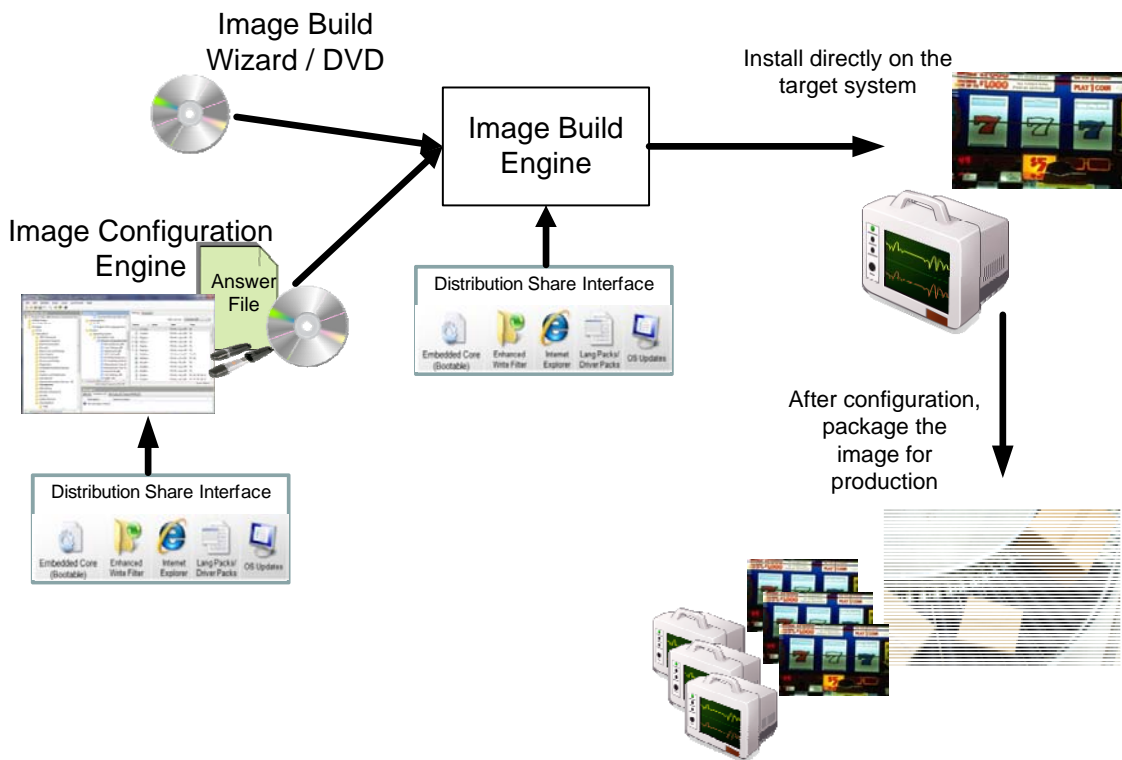 Image Build
Wizard / DVD
Install directly on the
target system
Image Build
Engine
PLAY 1 COIN
Image Configuration
Engine
Answer
File
Distribution Share Interface
Embedded Core
(Bootable)
Enhanced
Write Filter
Internet
Explorer
Lang Packs/
Driver Packs
OS Updates
After configuration,
package the
image for
production
Distribution Share Interface
Embedded Core
(Bootable)
Enhanced
Write Filter
Internet
Explorer
Lang Packs/
Driver Packs
OS Updates